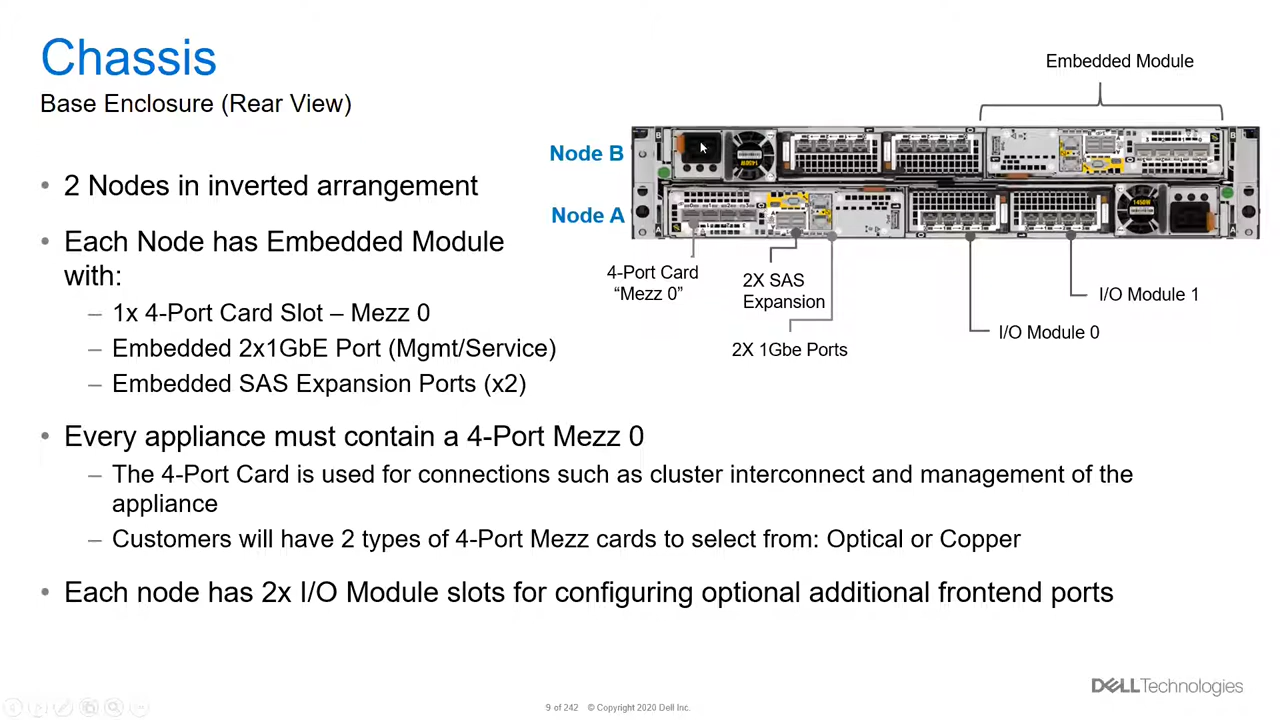 Chassis
Base Enclosure (Rear View)
• 2 Nodes in inverted arrangement
• Each Node has Embedded Module
with:
– 1x 4-Port Card Slot – Mezz 0
– Embedded 2x1GbE Port (Mgmt/Service)
– Embedded SAS Expansion Ports (x2)
Embedded Module
Node B
Node A
1450W
1450W
4-Port Card
“Mezz 0”
2X SAS
Expansion
2X 1Gbe Ports
I/O Module 1
I/O Module 0
• Every appliance must contain a 4-Port Mezz 0
– The 4-Port Card is used for connections such as cluster interconnect and management of the
appliance
– Customers will have 2 types of 4-Port Mezz cards to select from: Optical or Copper
• Each node has 2x I/O Module slots for configuring optional additional frontend ports
DELLTechnologies
9 of 242 © Copyright 2020 Dell Inc.